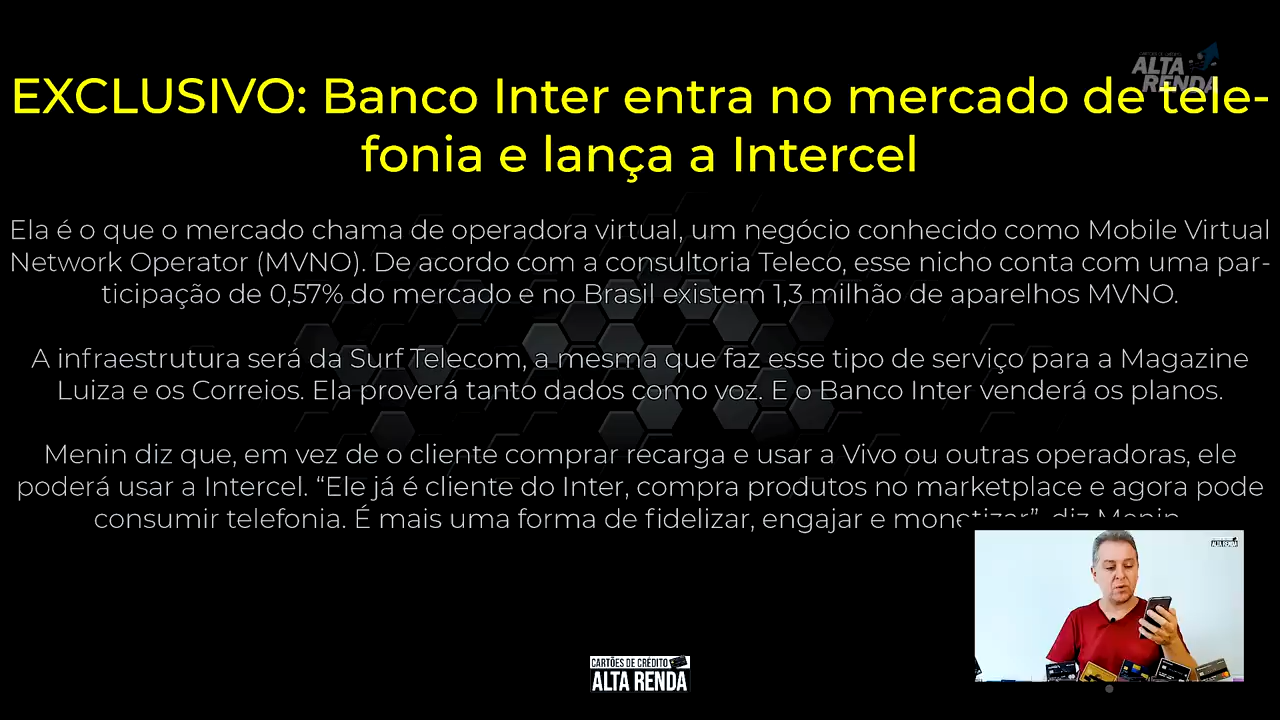 ALTA
RENDA
EXCLUSIVO: Banco Inter entra no mercado de tele-
fonia e lança a Intercel
Ela é o que o mercado chama de operadora virtual, um negócio conhecido como Mobile Virtual
Network Operator (MVNO). De acordo com a consultoria Teleco, esse nicho conta com uma par-
ticipação de 0,57% do mercado e no Brasil existem 1,3 milhão de aparelhos MVNO.
A infraestrutura será da Surf Telecom, a mesma que faz esse tipo de serviço para a Magazine
Luiza e os Correios. Ela proverá tanto dados como voz. E o Banco Inter venderá os planos.
Menin diz que, em vez de o cliente comprar recarga e usar a Vivo ou outras operadoras, ele
poderá usar a Intercel. “Ele já é cliente do Inter, compra produtos no marketplace e agora pode
consumir telefonia. É mais uma forma de fidelizar, engajar e monetizar”, diz Menin
ALTA RENDA
CARTÕES DE CRÉDITO
ALTA RENDA